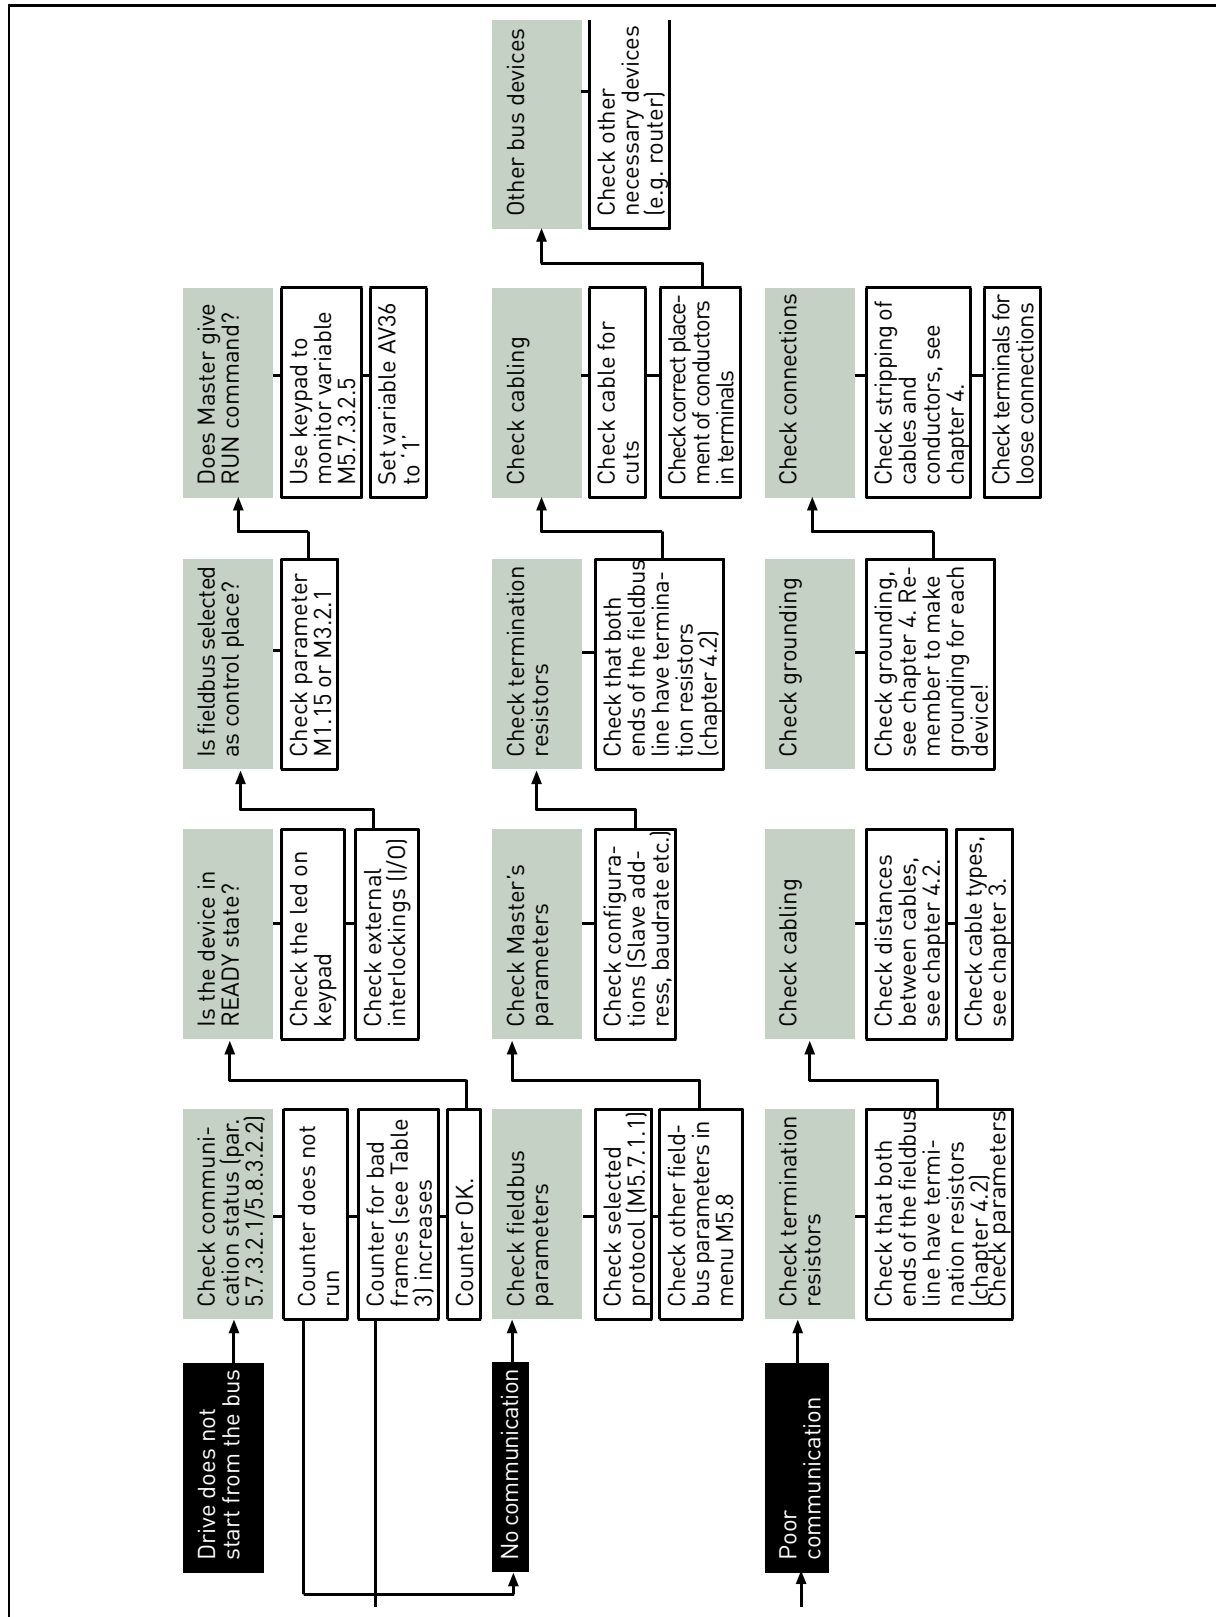 Drive does not
start from the bus
Check communi-
cation status (par.
5.7.3.2.1/5.8.3.2.2)
Counter does not
run
Counter for bad
frames (see Table
3) increases
Counter OK.
Is the device in
READY state?
Check the led on
keypad
Check external
interlockings (I/O)
Is fieldbus selected
as control place?
Check parameter
M1.15 or M3.2.1
Does Master give
RUN command?
Use keypad to
monitor variable
M5.7.3.2.5
Set variable AV36
to ‘1’
No communication
Check fieldbus
parameters
Check selected
protocol (M5.7.1.1)
Check other field-
bus parameters in
menu M5.8
Check Master’s
parameters
Check configura-
tions (Slave add-
ress, baudrate etc.)
Check termination
resistors
Check that both
ends of the fieldbus
line have termina-
tion resistors
(chapter 4.2)
Check cabling
Check cable for
cuts
Check correct place-
ment of conductors
in terminals
Other bus devices
Check other
necessary devices
(e.g. router)
Poor
communication
Check termination
resistors
Check that both
ends of the fieldbus
line have termi-
nation resistors
(chapter 4.2)
Check parameters
Check cabling
Check distances
between cables,
see chapter 4.2.
Check cable types,
see chapter 3.
Check grounding
Check grounding,
see chapter 4. Re-
member to make
grounding for each
device!
Check connections
Check stripping of
cables and
conductors, see
chapter 4.
Check terminals for
loose connections